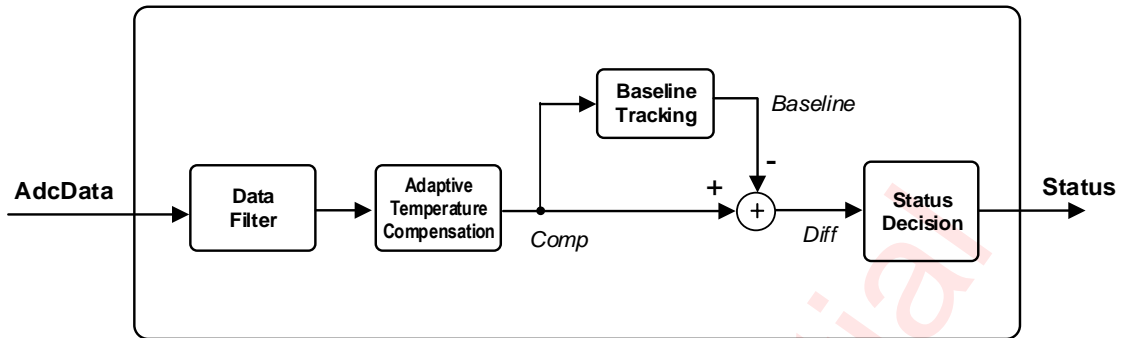 Baseline
Tracking
Baseline
-
AdcData
Data
Filter
Adaptive
Temperature
Compensation
Comp
+
+
Diff
Status
Decision
Status